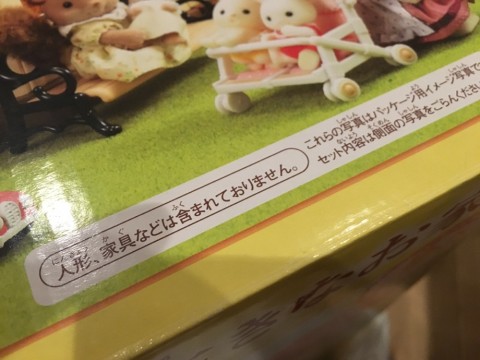 これらの写真はパッケージ用イメージ写真で
セット内容は側面の写真をごらんくださ
人形、家具などは含まれておりません。